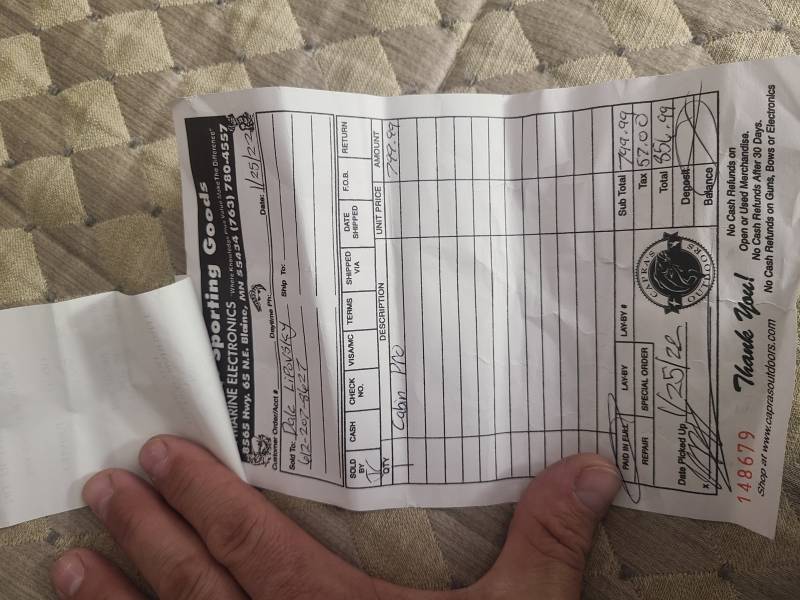 Sporting Goods
MARINE ELECTRONICS "Where Knowledge Plus Value Make The Difference"
8565 Hwy. 65 N.E. Blaine, MN 55434 (763) 780-4557
Customer Order/Acct # Daytime Ph: Date: 1/25/22
Sold To: Dale Lipovsky Ship To:
612-207-8627
SOLD BY CASH CHECK NO. VISA/MC TERMS SHIPPED VIA DATE SHIPPED F.O.B. RETURN
QTY DESCRIPTION UNIT PRICE AMOUNT
Cabin Pro 799.99
PAID IN FULL LAY-BY LAY-BY # Sub Total 799.99
REPAIR SPECIAL ORDER Tax 57.00
Total 856.99
Date Picked Up 1/25/22 Deposit
X Balance
CAPRA'S OUTDOORS
148679 Thank You!
Shop at www.caprasoutdoors.com
No Cash Refunds on
Open or Used Merchandise.
No Cash Refunds After 30 Days.
No Cash Refunds on Guns, Bows or Electronics